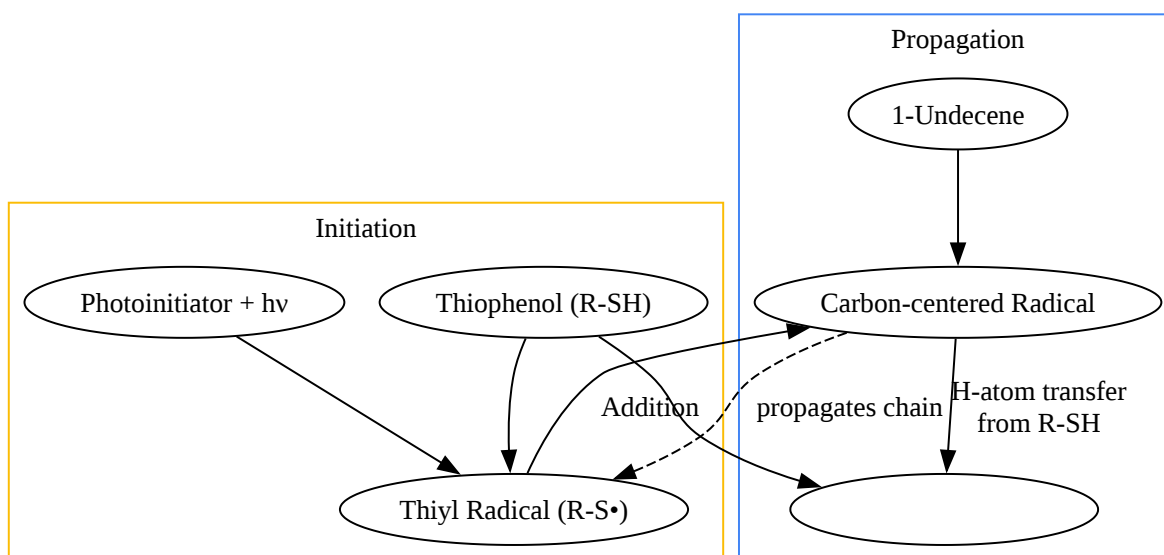 Propagation
1-Undecene
Initiation
Photoinitiator + hν
Thiophenol (R-SH)
Carbon-centered Radical
Addition
propagates chain
H-atom transfer
from R-SH
Thiyl Radical (R-S•)